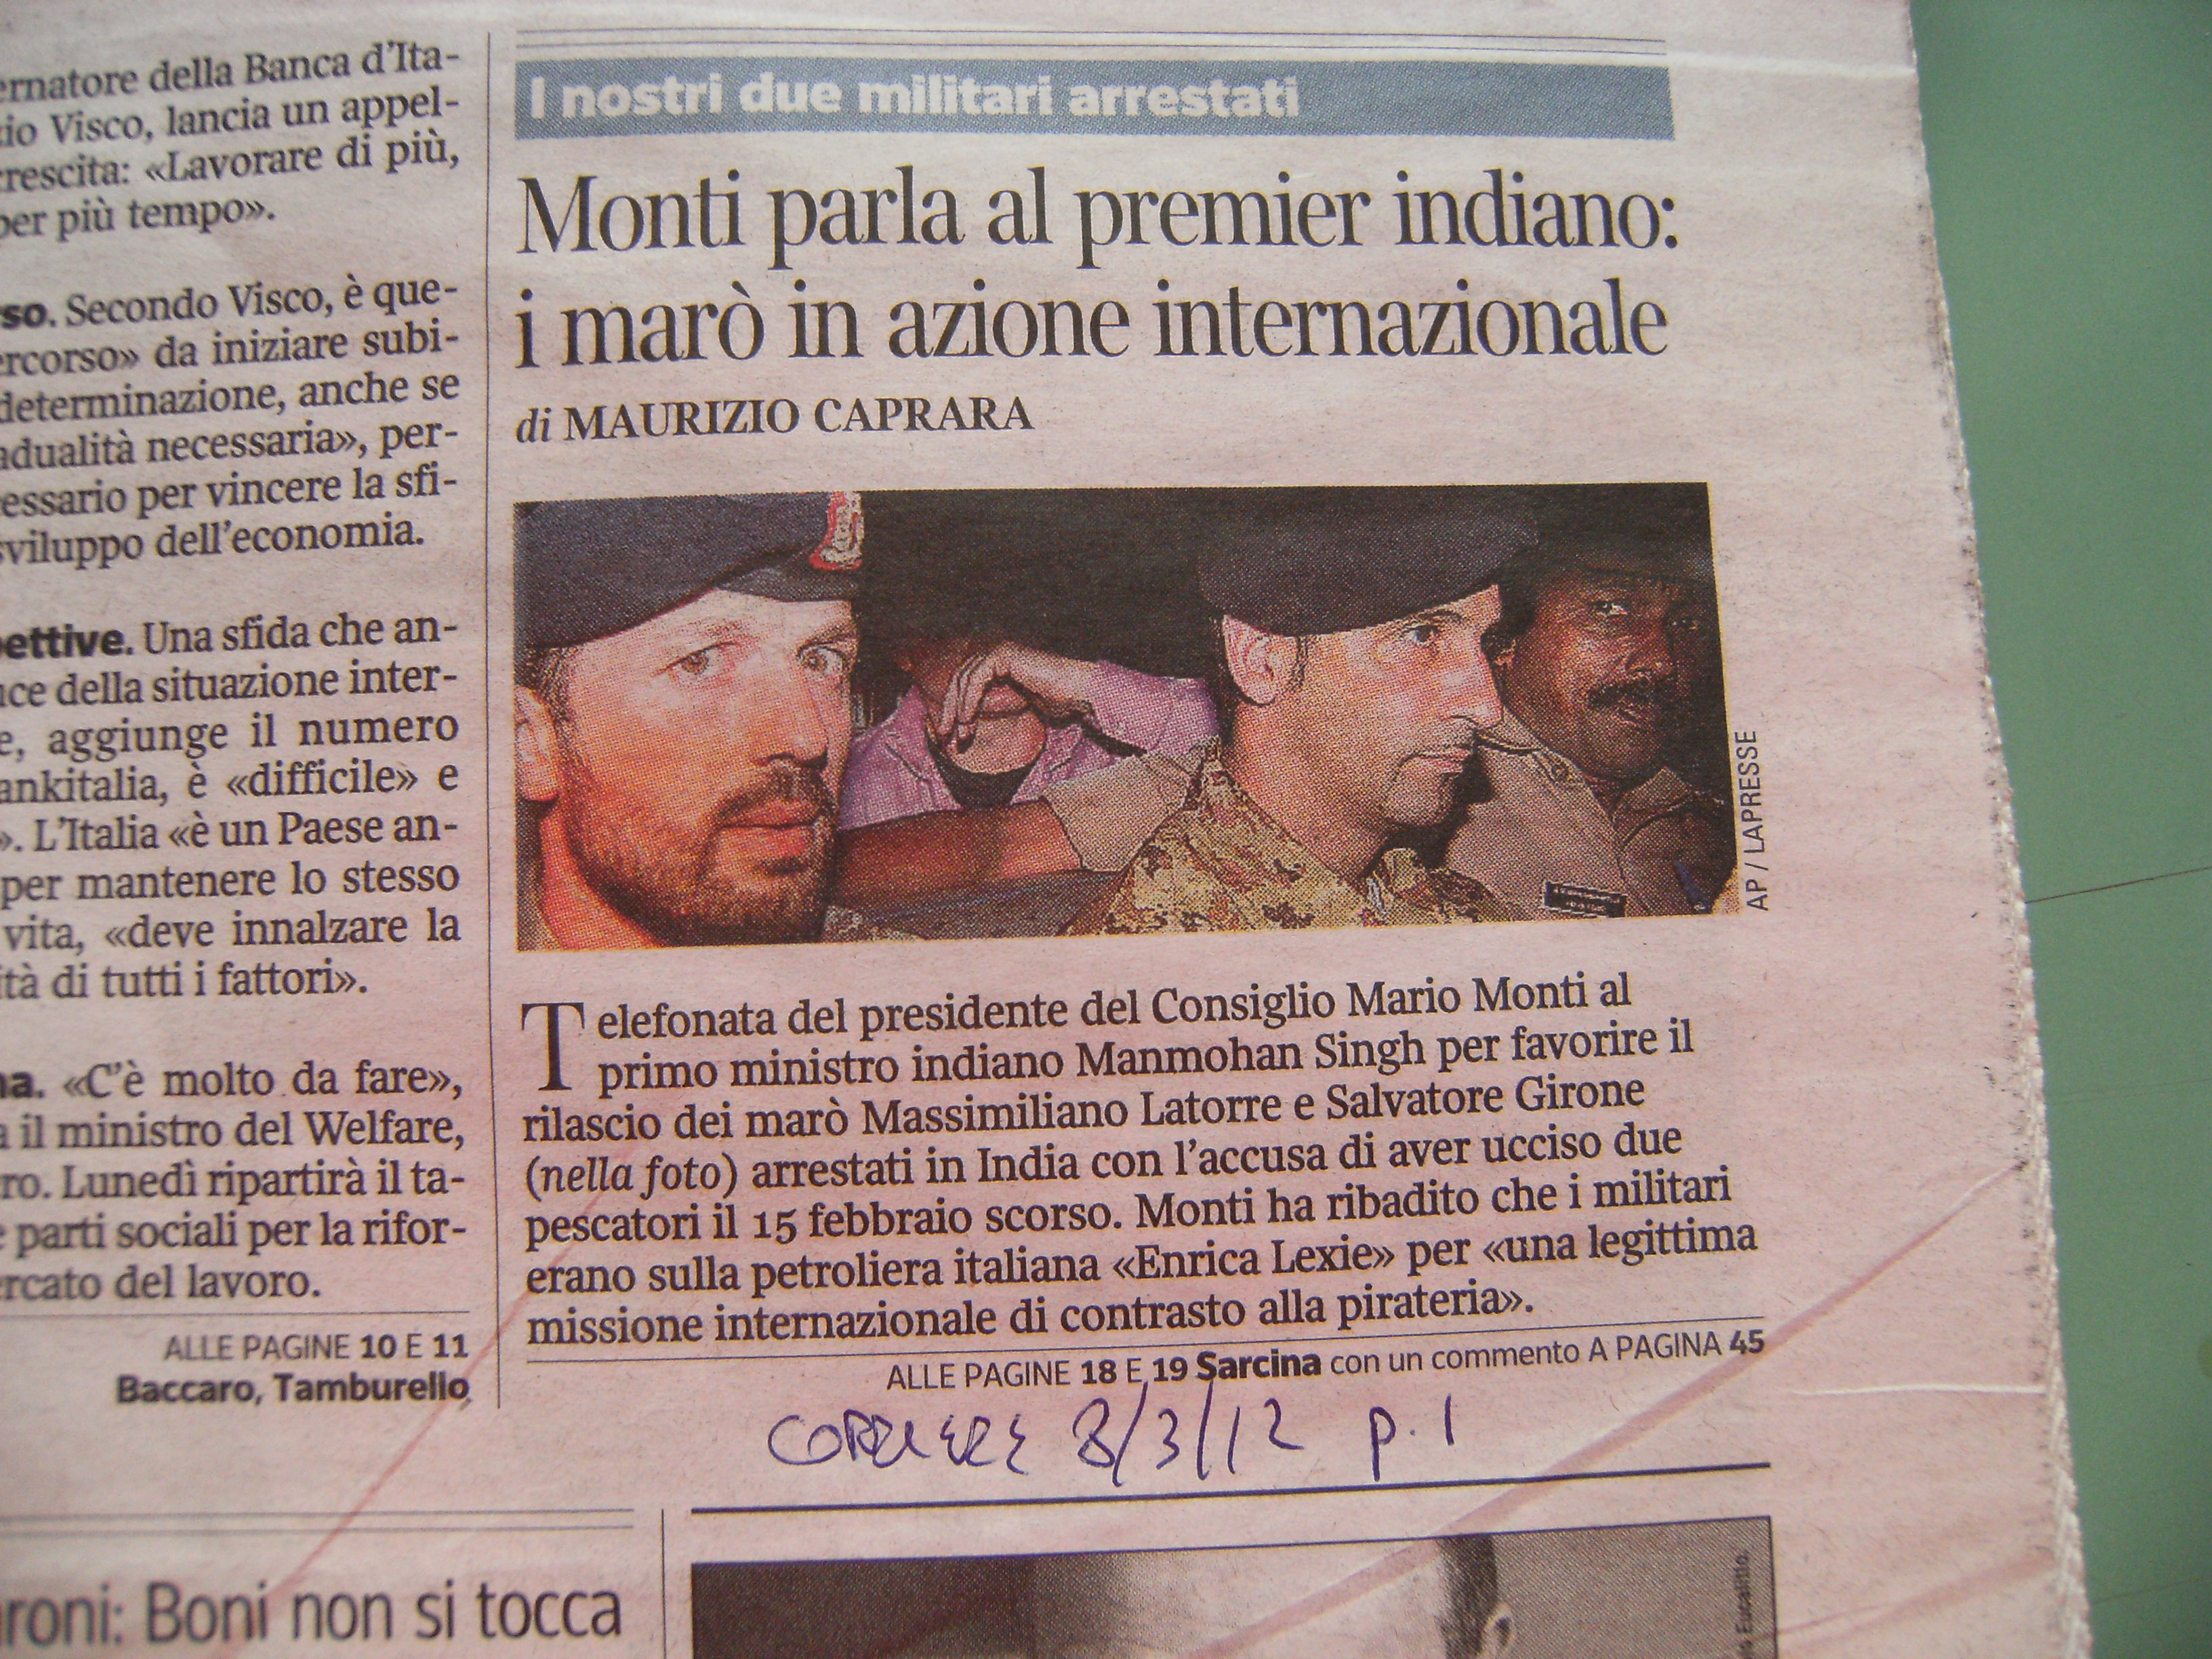 ernatore della Banca d'Ita-
zio Visco, lancia un appel-
rescita: «Lavorare di più,
per più tempo».
so. Secondo Visco, è que-
ercorso» da iniziare subi-
determinazione, anche se
adualità necessaria», per-
essario per vincere la sfi-
sviluppo dell'economia.
pettive. Una sfida che an-
ce della situazione inter-
e, aggiunge il numero
ankitalia, è «difficile» e
». L'Italia «è un Paese an-
per mantenere lo stesso
vita, «deve innalzare la
ità di tutti i fattori».
na. «C'è molto da fare»,
a il ministro del Welfare,
ro. Lunedì ripartirà il ta-
e parti sociali per la rifor-
ercato del lavoro.
ALLE PAGINE 10 E 11
Baccaro, Tamburello
I nostri due militari arrestati
Monti parla al premier indiano:
i marò in azione internazionale
di MAURIZIO CAPRARA
AP / LAPRESSE
Telefonata del presidente del Consiglio Mario Monti al
primo ministro indiano Manmohan Singh per favorire il
rilascio dei marò Massimiliano Latorre e Salvatore Girone
(nella foto) arrestati in India con l'accusa di aver ucciso due
pescatori il 15 febbraio scorso. Monti ha ribadito che i militari
erano sulla petroliera italiana «Enrica Lexie» per «una legittima
missione internazionale di contrasto alla pirateria».
ALLE PAGINE 18 E 19 Sarcina con un commento A PAGINA 45
CORRIERE 8/3/12 p. 1
roni: Boni non si tocca
Eucalitto.